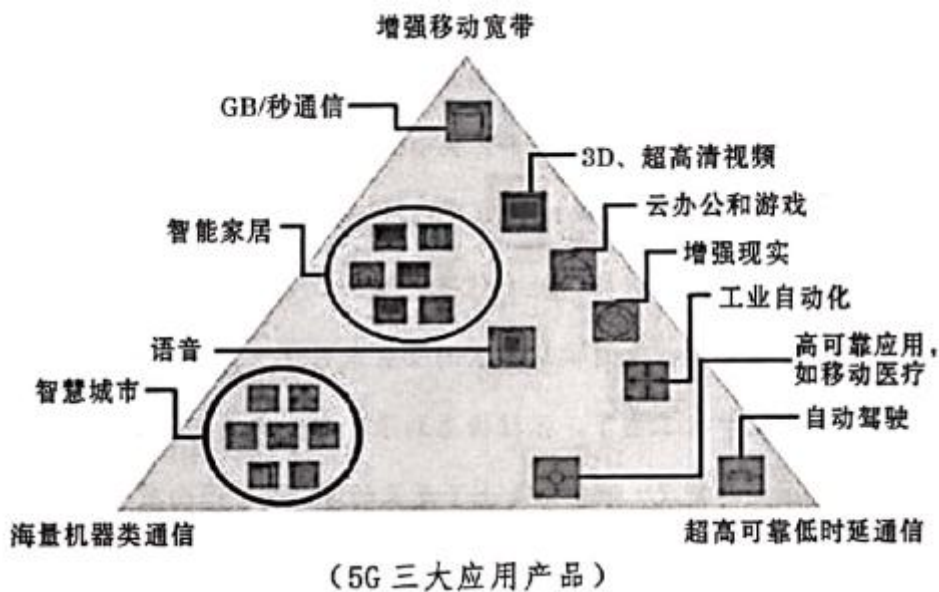 增强移动宽带
GB/秒通信
3D、超高清视频
云办公和游戏
智能家居
增强现实
工业自动化
语音
高可靠应用，
如移动医疗
智慧城市
自动驾驶
海量机器类通信
超高可靠低时延通信
（5G 三大应用产品）